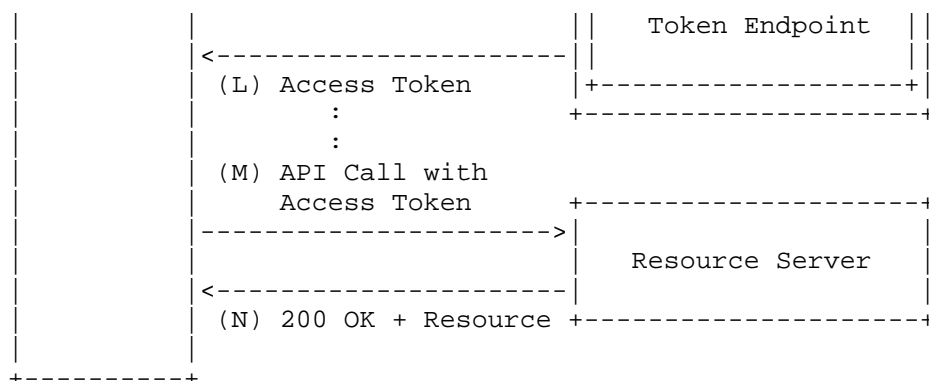 Token Endpoint
(L) Access Token
:
:
(M) API Call with
Access Token
Resource Server
(N) 200 OK + Resource